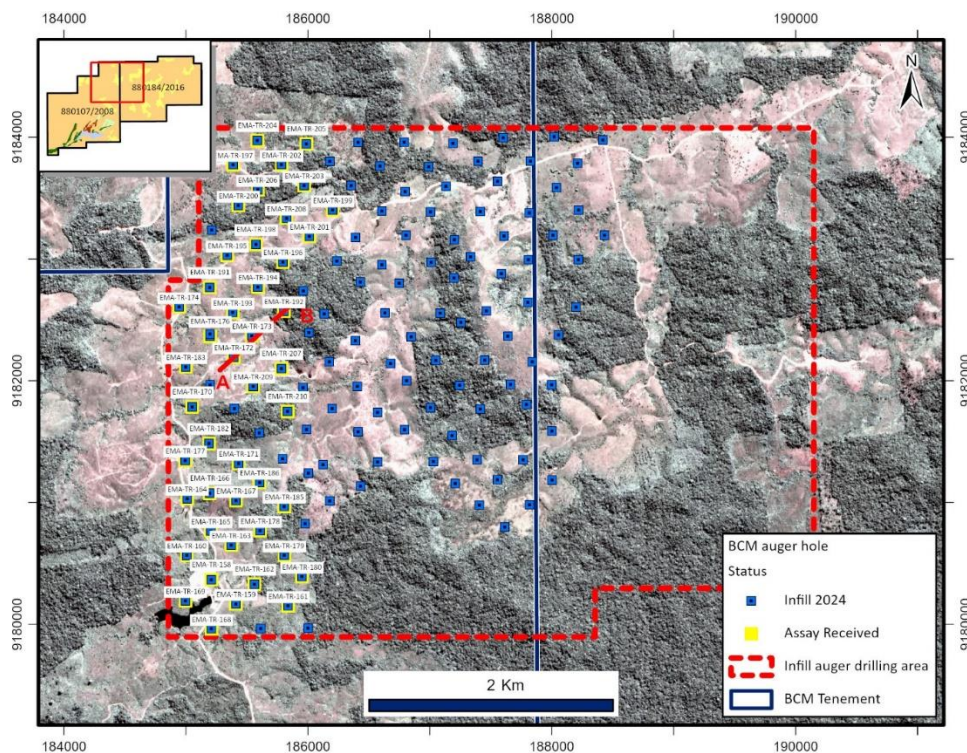 184000
186000
188000
190000
880184/2016
880107/2008
N
9184000
9184000
EMA-TR-204
EMA-TR-205
MA-TR-197
EMA-TR-202
EMA-TR-206
EMA-TR-203
EMA-TR-200
EMA-TR-199
EMA-TR-208
EMA-TR-198
EMA-TR-201
EMA-TR-195
EMA-TR-196
EMA-TR-191
EMA-TR-194
EMA-TR-174
EMA-TR-193
EMA-TR-192
B
EMA-TR-176
EMA-TR-173
EMA-TR-172
EMA-TR-183
EMA-TR-207
A
9182000
9182000
EMA-TR-209
EMA-TR-170
EMA-TR-210
EMA-TR-182
EMA-TR-177
EMA-TR-171
EMA-TR-186
EMA-TR-166
EMA-TR-164
EMA-TR-167
EMA-TR-185
EMA-TR-165
EMA-TR-178
EMA-TR-163
EMA-TR-160
EMA-TR-179
EMA-TR-158
EMA-TR-162
EMA-TR-180
EMA-TR-169
EMA-TR-159
EMA-TR-161
EMA-TR-168
9180000
9180000
BCM auger hole
Status
Infill 2024
Assay Received
Infill auger drilling area
BCM Tenement
2 Km
184000
186000
188000
190000